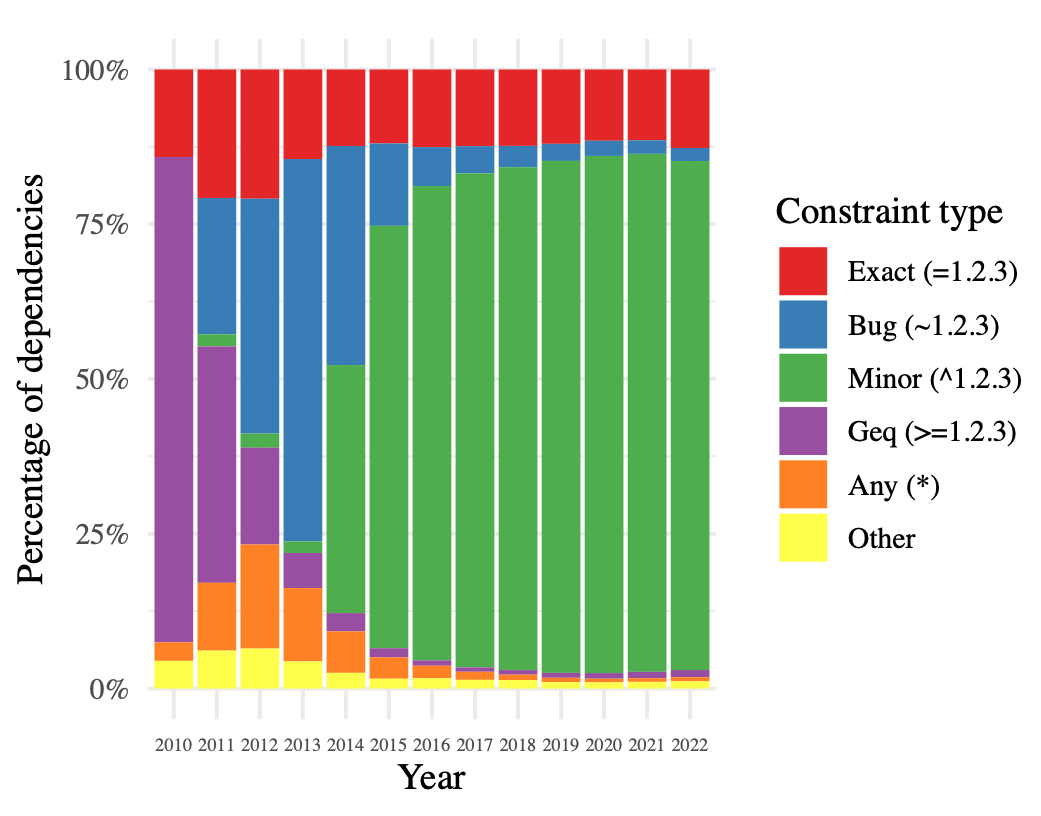 Percentage of dependencies
100%
75%
50%
25%
0%
2010 2011 2012 2013 2014 2015 2016 2017 2018 2019 2020 2021 2022
Year
Constraint type
Exact (=1.2.3)
Bug (~1.2.3)
Minor (^1.2.3)
Geq (>=1.2.3)
Any (*)
Other